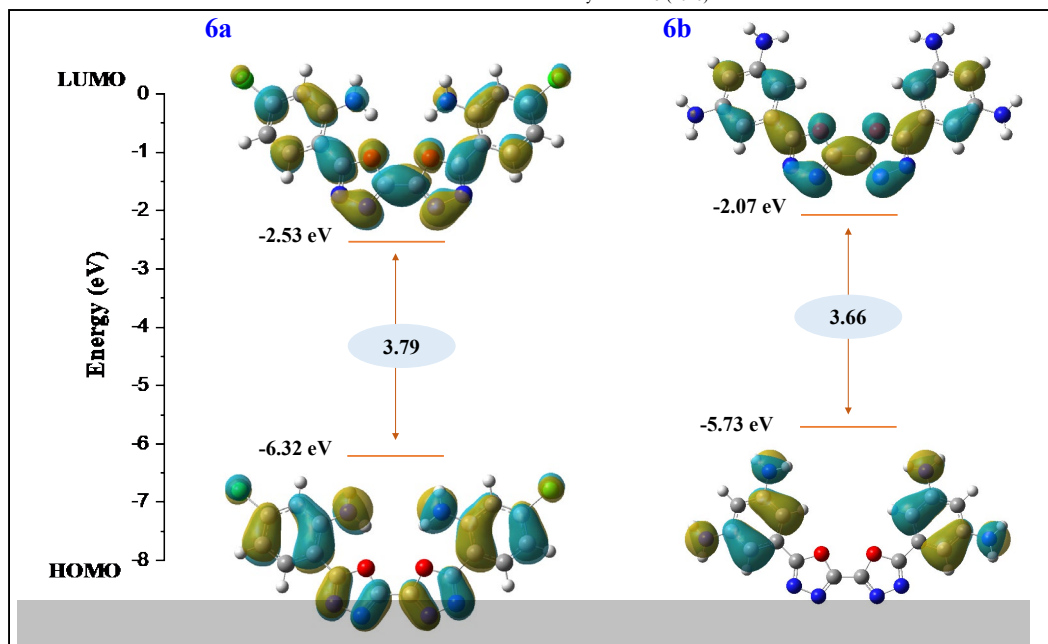 6a
6b
LUMO
0
-1
-2
-3
-4
-5
-6
-7
-8
HOMO
Energy (eV)
-2.53 eV
-2.07 eV
3.79
3.66
-6.32 eV
-5.73 eV